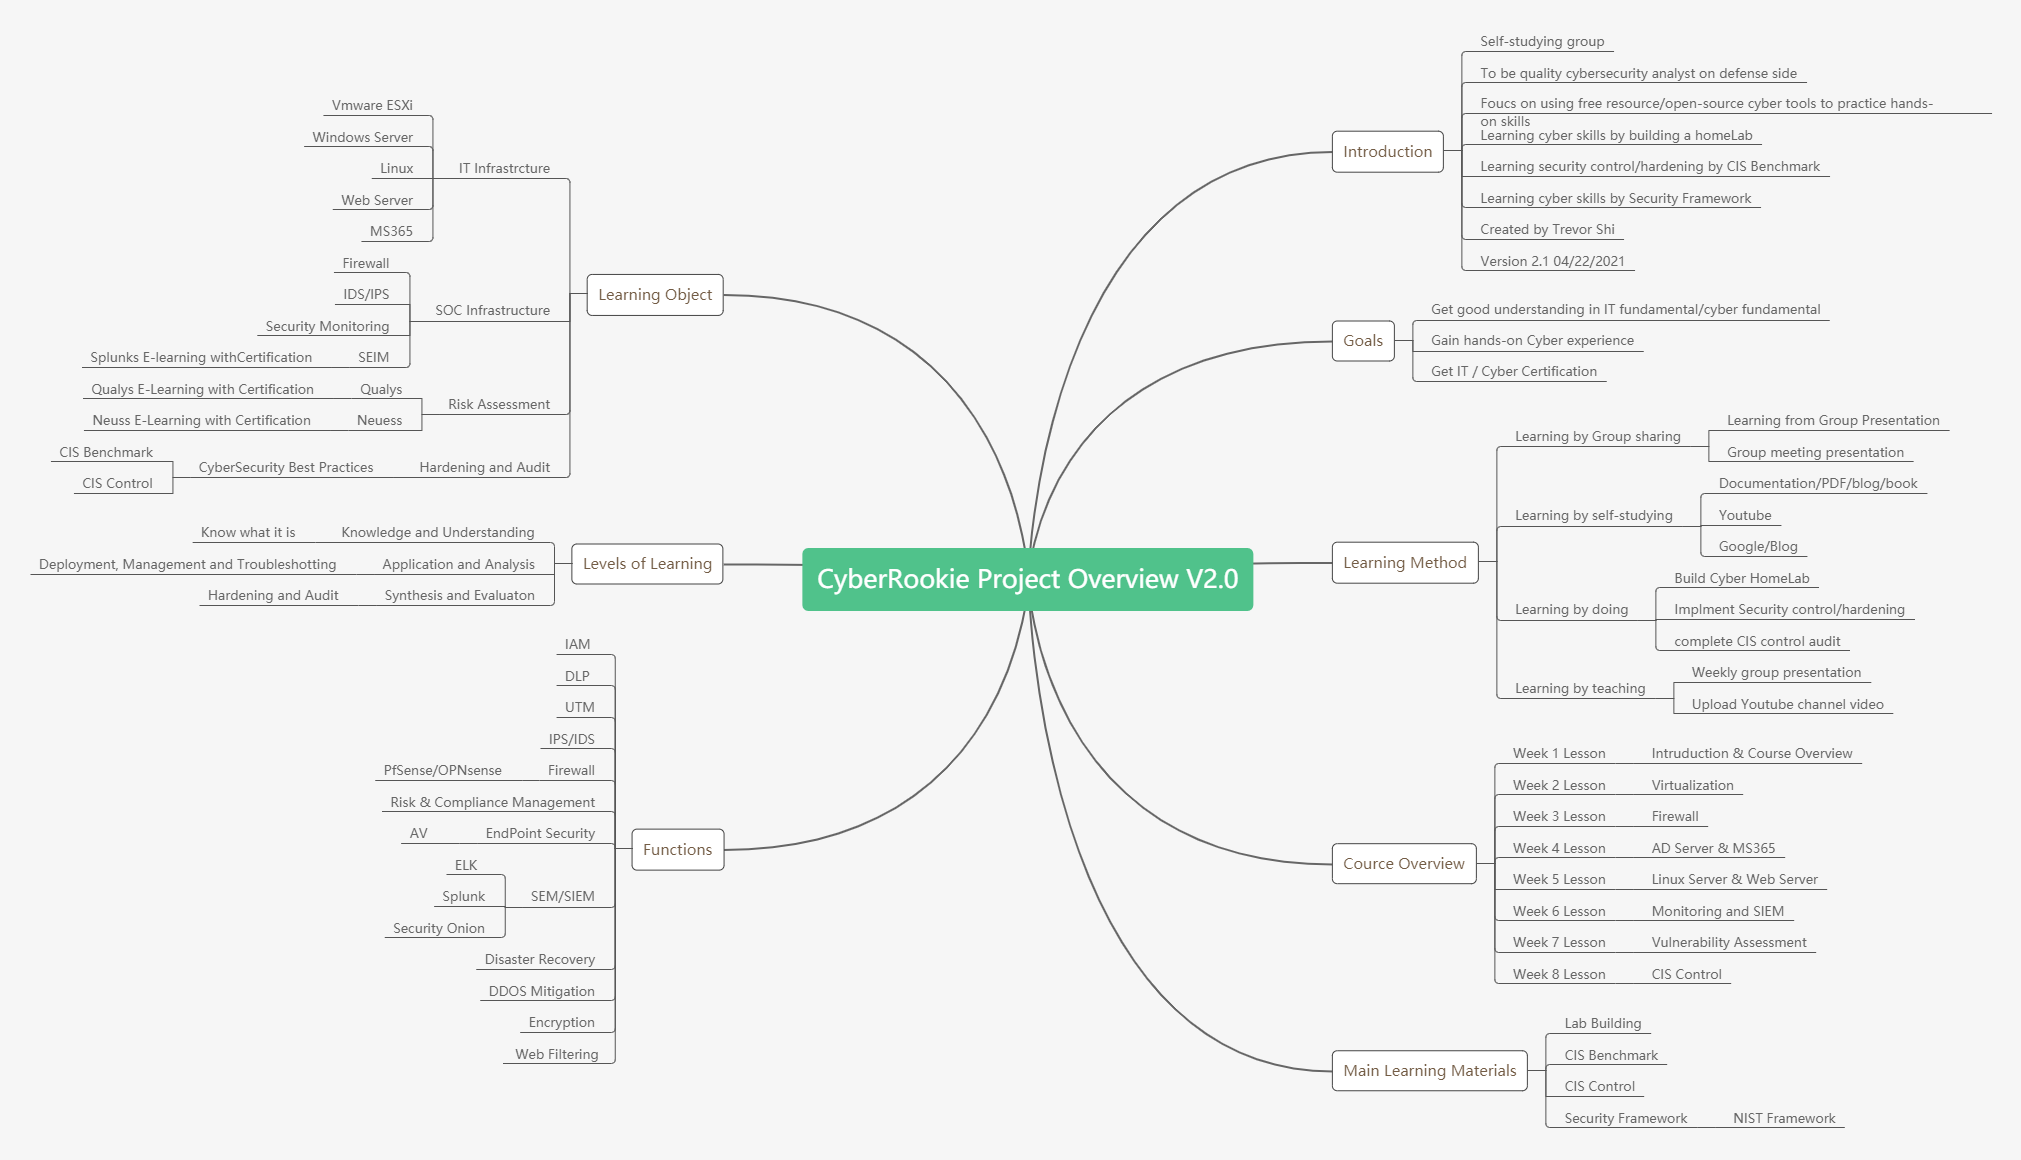 CyberRookie Project Overview V2.0
Introduction
Self-studying group
To be quality cybersecurity analyst on defense side
Foucs on using free resource/open-source cyber tools to practice hands-
on skills
Learning cyber skills by building a homeLab
Learning security control/hardening by CIS Benchmark
Learning cyber skills by Security Framework
Created by Trevor Shi
Version 2.1 04/22/2021
Goals
Get good understanding in IT fundamental/cyber fundamental
Gain hands-on Cyber experience
Get IT / Cyber Certification
Learning Method
Learning by Group sharing
Learning from Group Presentation
Group meeting presentation
Learning by self-studying
Documentation/PDF/blog/book
Youtube
Google/Blog
Learning by doing
Build Cyber HomeLab
Implment Security control/hardening
complete CIS control audit
Learning by teaching
Weekly group presentation
Upload Youtube channel video
Cource Overview
Week 1 Lesson
Intruduction & Course Overview
Week 2 Lesson
Virtualization
Week 3 Lesson
Firewall
Week 4 Lesson
AD Server & MS365
Week 5 Lesson
Linux Server & Web Server
Week 6 Lesson
Monitoring and SIEM
Week 7 Lesson
Vulnerability Assessment
Week 8 Lesson
CIS Control
Main Learning Materials
Lab Building
CIS Benchmark
CIS Control
Security Framework
NIST Framework
Learning Object
IT Infrastrcture
Vmware ESXi
Windows Server
Linux
Web Server
MS365
SOC Infrastructure
Firewall
IDS/IPS
Security Monitoring
SEIM
Splunks E-learning withCertification
Risk Assessment
Qualys
Qualys E-Learning with Certification
Neuess
Neuss E-Learning with Certification
Hardening and Audit
CyberSecurity Best Practices
CIS Benchmark
CIS Control
Levels of Learning
Knowledge and Understanding
Know what it is
Application and Analysis
Deployment, Management and Troubleshotting
Synthesis and Evaluaton
Hardening and Audit
Functions
IAM
DLP
UTM
IPS/IDS
Firewall
PfSense/OPNsense
Risk & Compliance Management
EndPoint Security
AV
SEM/SIEM
ELK
Splunk
Security Onion
Disaster Recovery
DDOS Mitigation
Encryption
Web Filtering